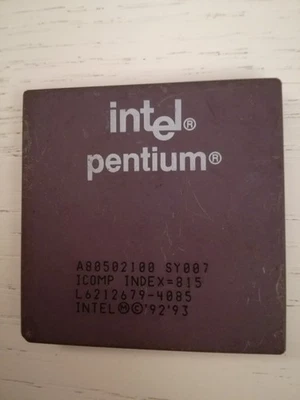 intel®
pentium®
A80502100 SY007
ICOMP INDEX=815
L6212679-4085
INTEL Ⓜ©'92'93